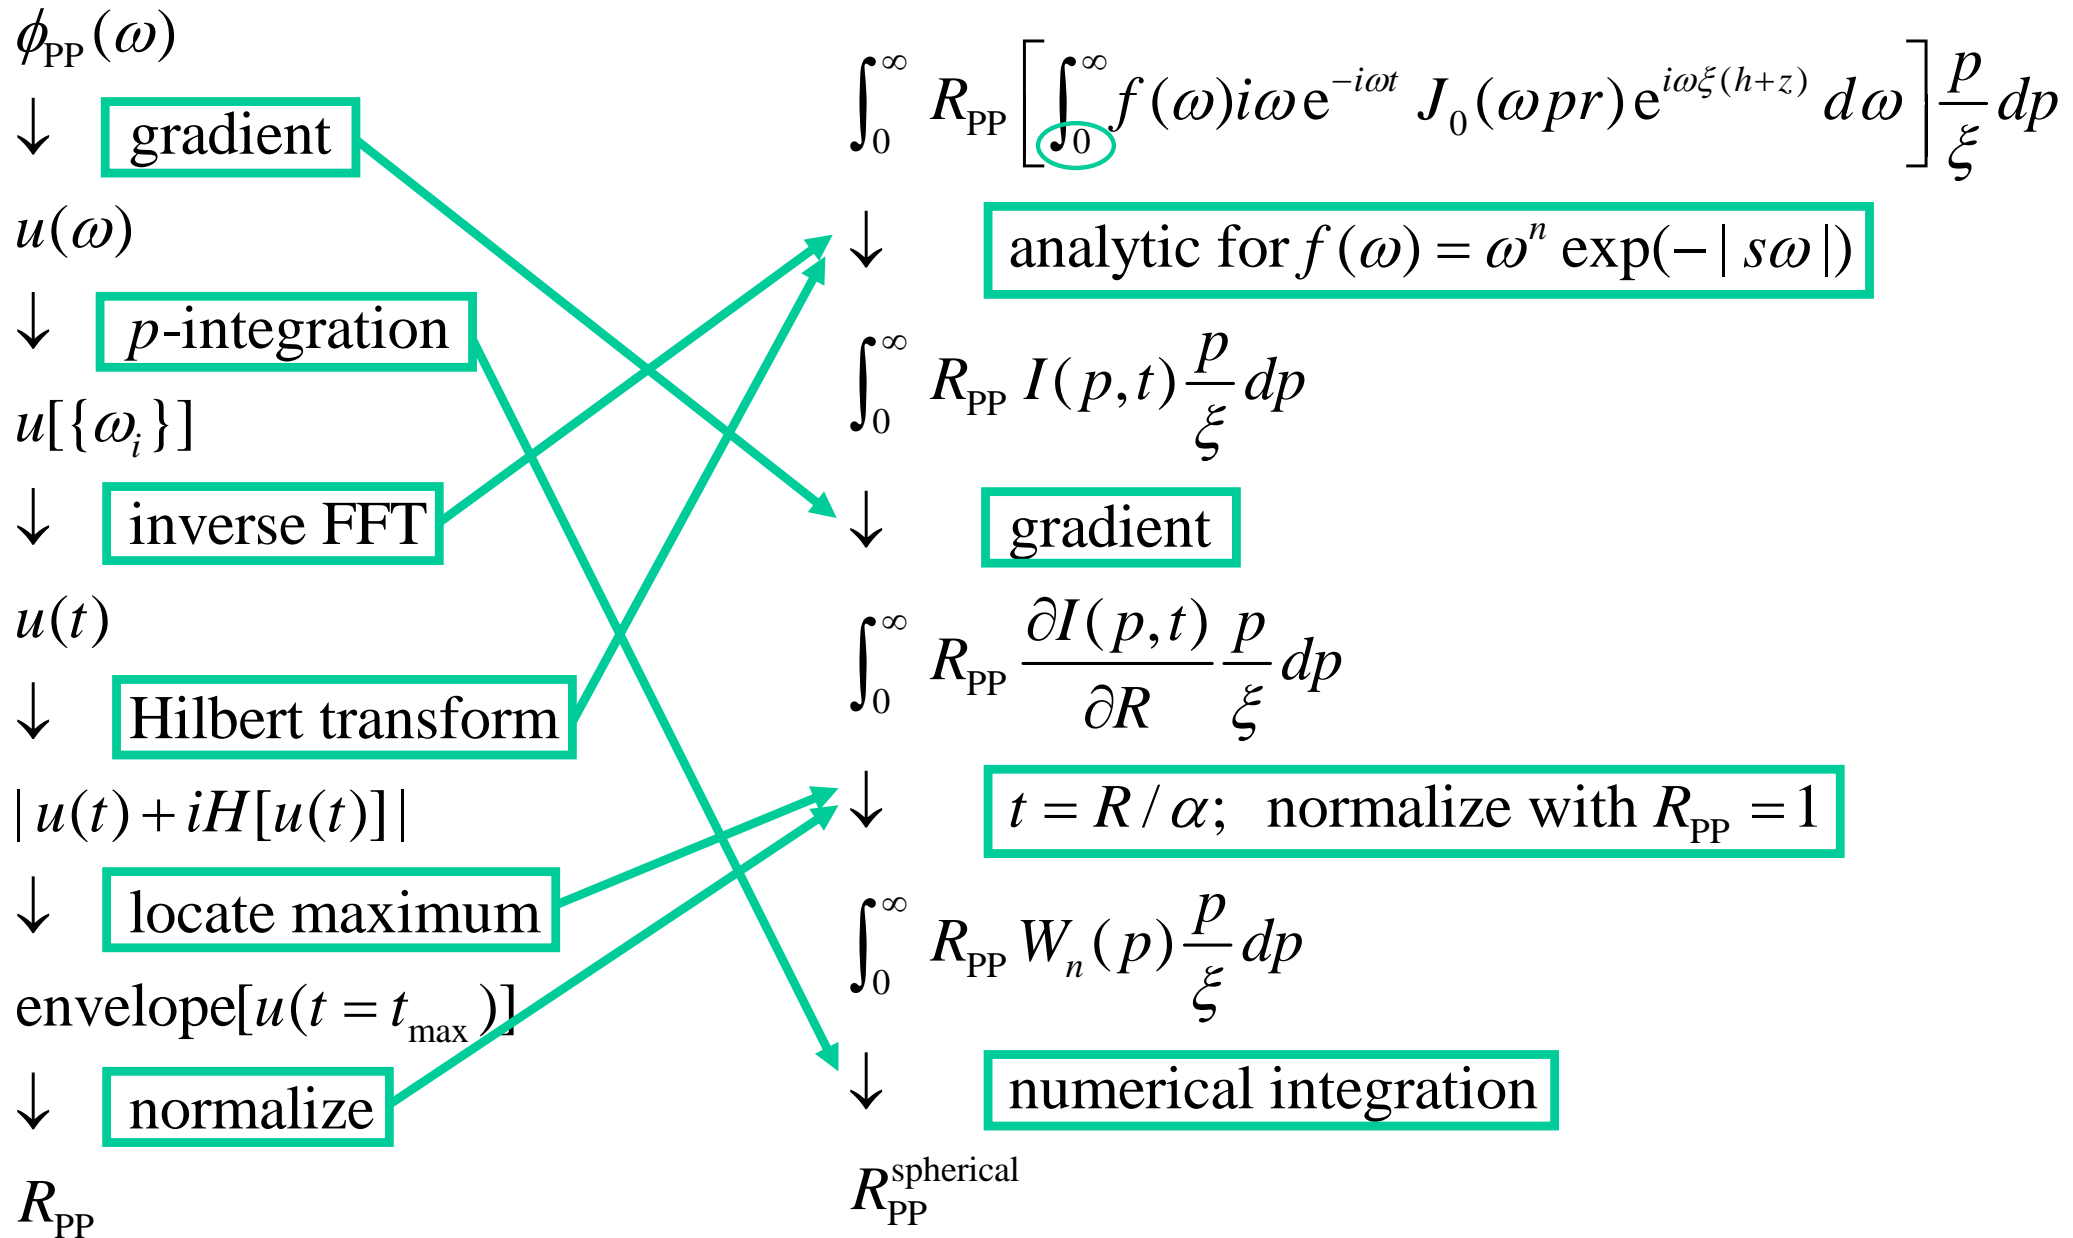 ϕ_PP(ω)
↓ gradient
u(ω)
↓ p-integration
u[{ω_i}]
↓ inverse FFT
u(t)
↓ Hilbert transform
|u(t)+iH[u(t)]|
↓ locate maximum
envelope[u(t = t_max)]
↓ normalize
R_PP
∫_0^∞ R_PP [∫_0^∞ f(ω)iω e^{−iωt} J_0(ωpr) e^{iωξ(h+z)} dω] p/ξ dp
↓ analytic for f(ω) = ω^n exp(−| sω |)
∫_0^∞ R_PP I(p,t) p/ξ dp
↓ gradient
∫_0^∞ R_PP ∂I(p,t)/∂R p/ξ dp
↓ t = R / α; normalize with R_PP = 1
∫_0^∞ R_PP W_n(p) p/ξ dp
↓ numerical integration
R_PP^spherical